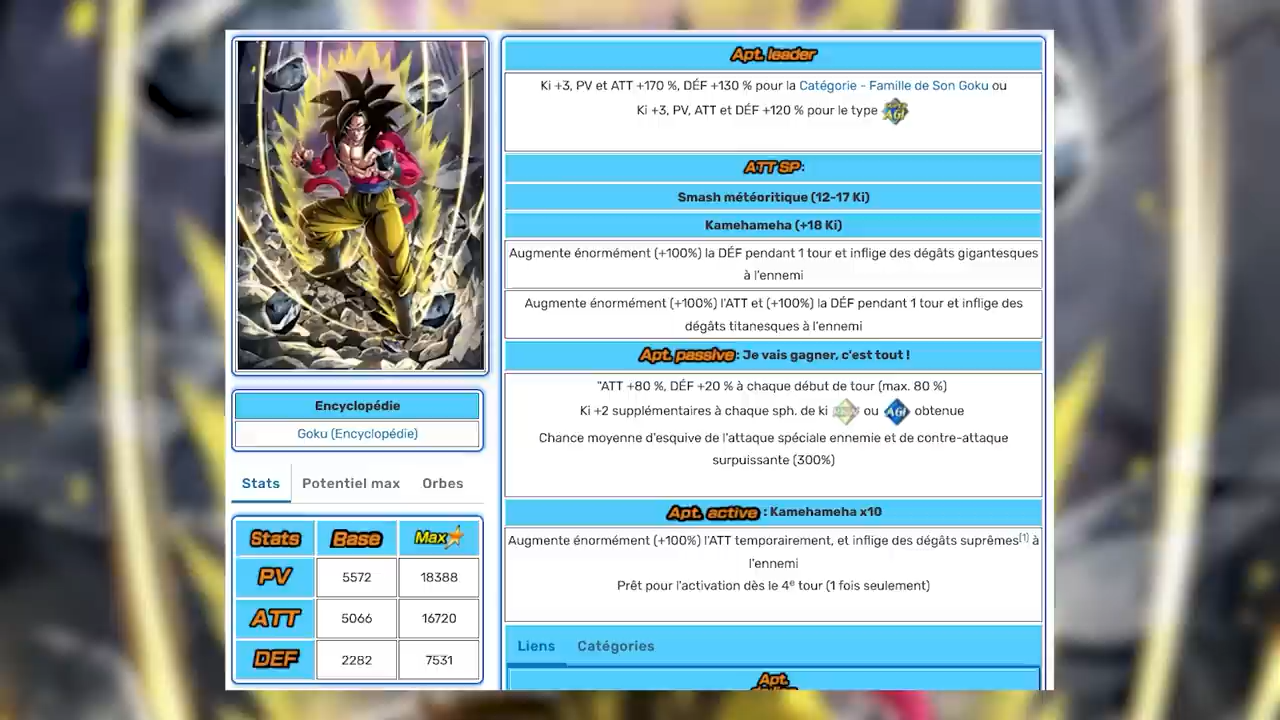 Apt. leader
Ki +3, PV et ATT +170 %, DÉF +130 % pour la Catégorie - Famille de Son Goku ou
Ki +3, PV, ATT et DÉF +120 % pour le type AGI
ATT SP:
Smash météoritique (12-17 Ki)
Kamehameha (+18 Ki)
Augmente énormément (+100%) la DÉF pendant 1 tour et inflige des dégâts gigantesques
à l'ennemi
Augmente énormément (+100%) l'ATT et (+100%) la DÉF pendant 1 tour et inflige des
dégâts titanesques à l'ennemi
Apt. passive: Je vais gagner, c'est tout !
"ATT +80 %, DÉF +20 % à chaque début de tour (max. 80 %)
Ki +2 supplémentaires à chaque sph. de ki ou AGI obtenue
Chance moyenne d'esquive de l'attaque spéciale ennemie et de contre-attaque
surpuissante (300%)
Apt. active : Kamehameha x10
Augmente énormément (+100%) l'ATT temporairement, et inflige des dégâts suprêmes[1] à
l'ennemi
Prêt pour l'activation dès le 4e tour (1 fois seulement)
Liens Catégories
Apt.
Encyclopédie
Goku (Encyclopédie)
Stats Potentiel max Orbes
Stats Base Max
PV 5572 18388
ATT 5066 16720
DEF 2282 7531